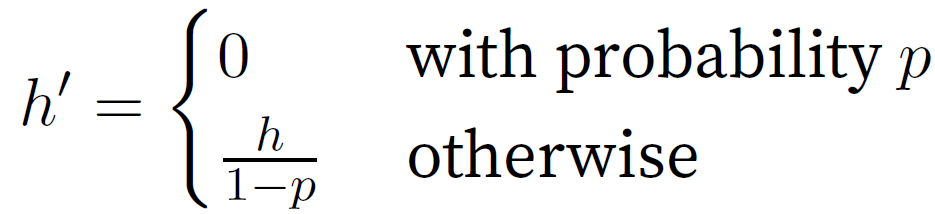 h′ = { 0 with probability p
h/(1−p) otherwise